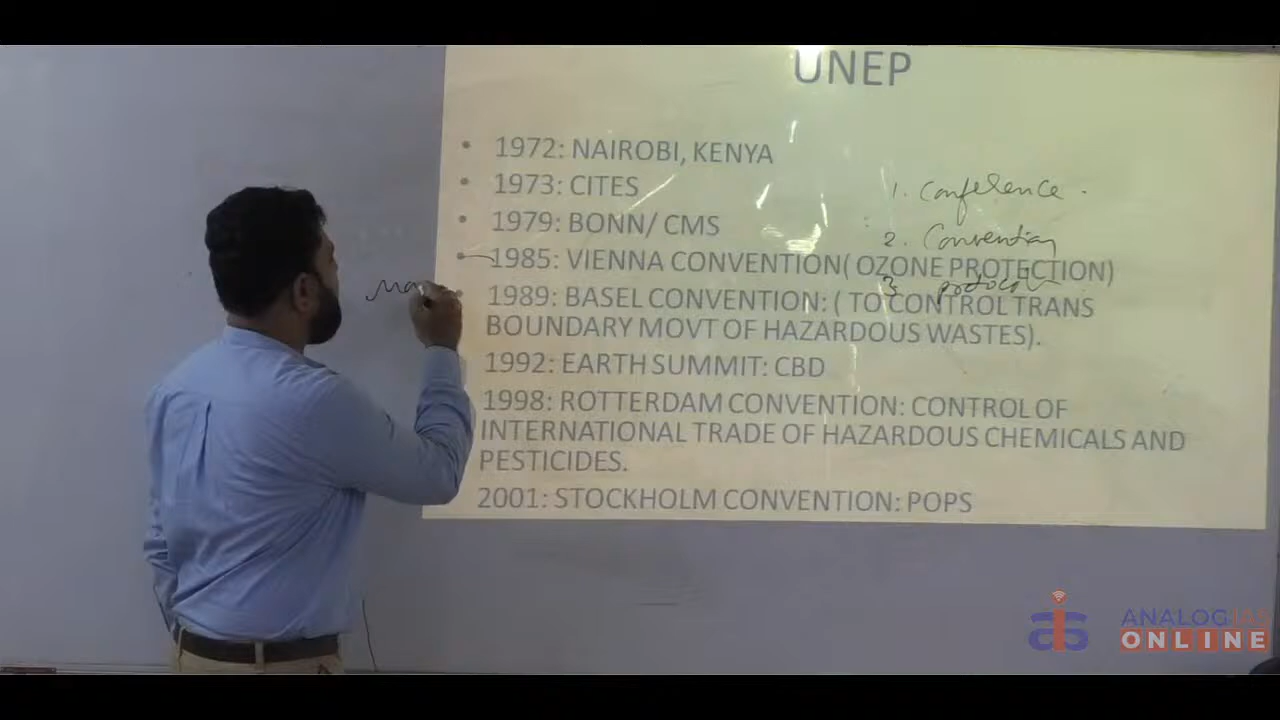 UNEP
• 1972: NAIROBI, KENYA
• 1973: CITES
1. Conference.
• 1979: BONN/ CMS
2. Convention
• 1985: VIENNA CONVENTION( OZONE PROTECTION)
3. protocol
1989: BASEL CONVENTION: ( TO CONTROL TRANS
BOUNDARY MOVT OF HAZARDOUS WASTES).
1992: EARTH SUMMIT: CBD
1998: ROTTERDAM CONVENTION: CONTROL OF
INTERNATIONAL TRADE OF HAZARDOUS CHEMICALS AND
PESTICIDES.
2001: STOCKHOLM CONVENTION: POPS
ANALOG IAS
ONLINE